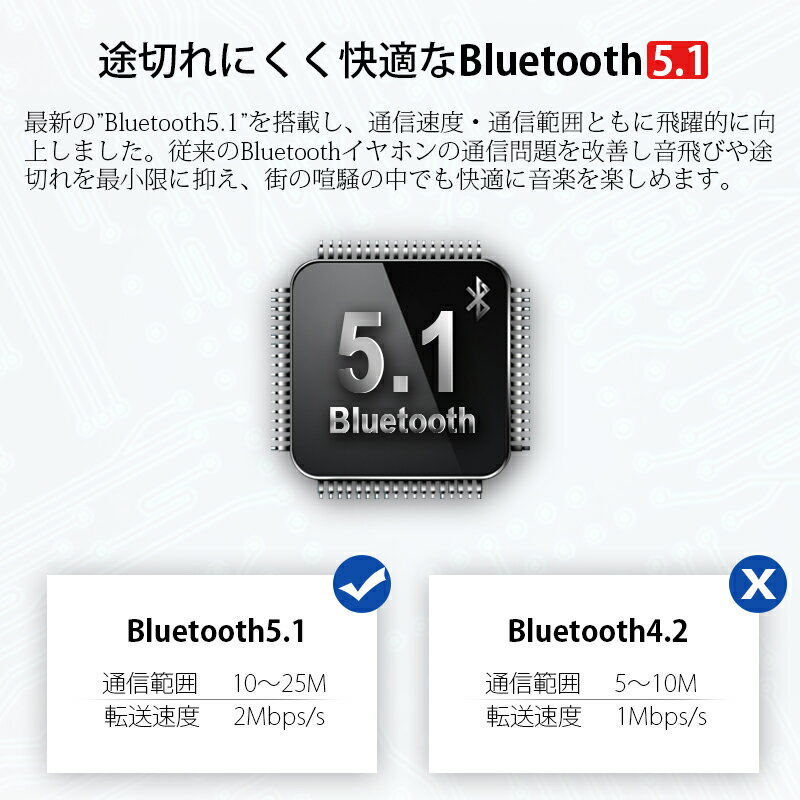 途切れにくく快適なBluetooth5.1
最新の”Bluetooth5.1”を搭載し、通信速度・通信範囲ともに飛躍的に向
上しました。従来のBluetoothイヤホンの通信問題を改善し音飛びや途
切れを最小限に抑え、街の喧騒の中でも快適に音楽を楽しめます。
5.1
Bluetooth
Bluetooth5.1
通信範囲 10～25M
転送速度 2Mbps/s
Bluetooth4.2
通信範囲 5～10M
転送速度 1Mbps/s